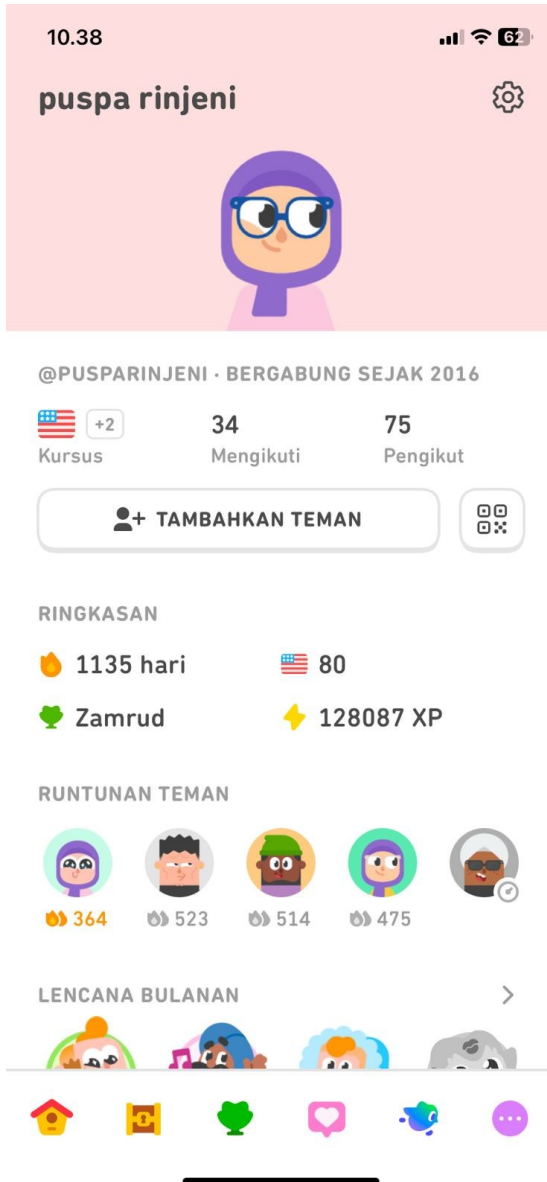 10.38
62
puspa rinjeni
@PUSPARINJENI · BERGABUNG SEJAK 2016
+2 34 75
Kursus Mengikuti Pengikut
TAMBAHKAN TEMAN
RINGKASAN
1135 hari 80
Zamrud 128087 XP
RUNTUNAN TEMAN
364 523 514 475
LENCANA BULANAN